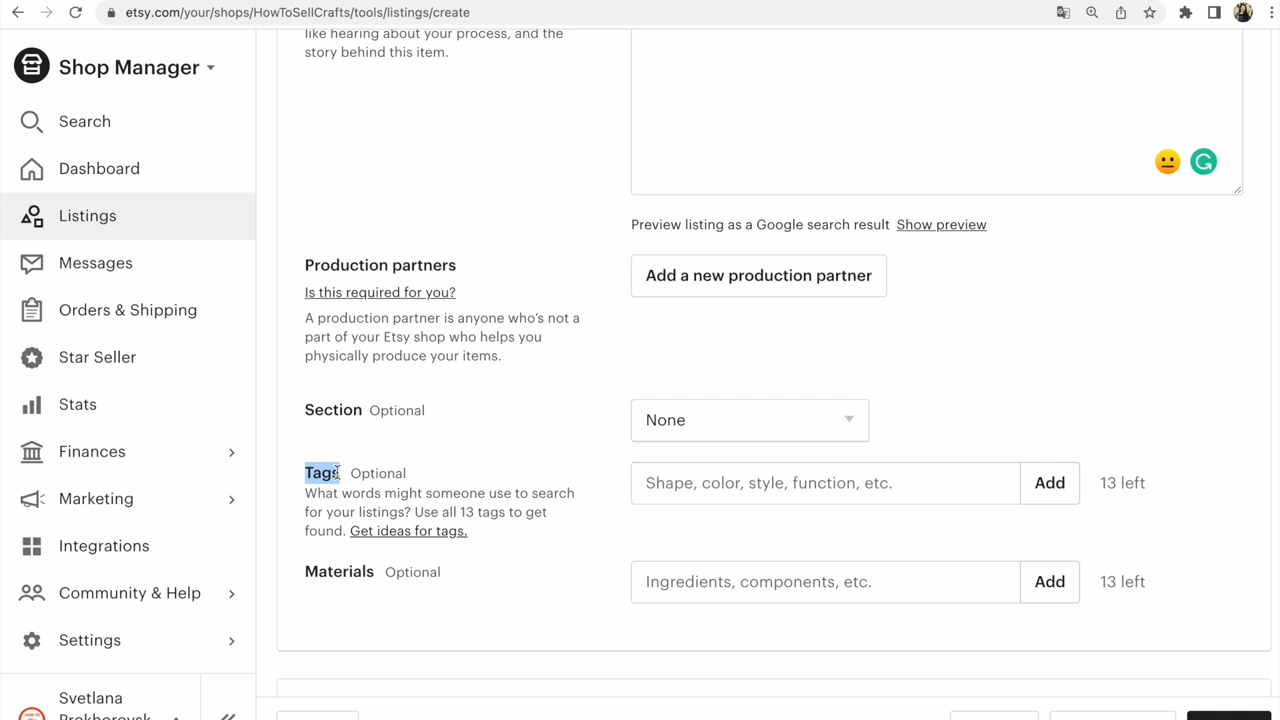 etsy.com/your/shops/HowToSellCrafts/tools/listings/create
Shop Manager
Search
Dashboard
Listings
Messages
Orders & Shipping
Star Seller
Stats
Finances
Marketing
Integrations
Community & Help
Settings
Svetlana
like hearing about your process, and the
story behind this item.
Preview listing as a Google search result Show preview
Production partners
Is this required for you?
A production partner is anyone who's not a
part of your Etsy shop who helps you
physically produce your items.
Add a new production partner
Section Optional
None
Tags Optional
What words might someone use to search
for your listings? Use all 13 tags to get
found. Get ideas for tags.
Shape, color, style, function, etc.
Add
13 left
Materials Optional
Ingredients, components, etc.
Add
13 left